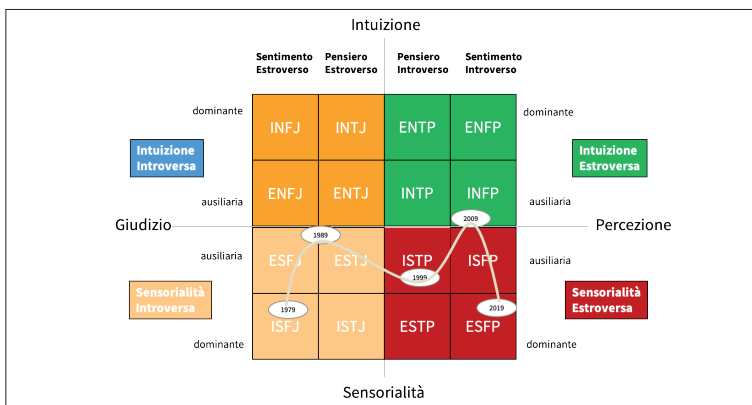 Intuizione
Sentimento Estroverso
Pensiero Estroverso
Pensiero Introverso
Sentimento Introverso
dominante
INFJ
INTJ
ENTP
ENFP
dominante
Intuizione
Introversa
Intuizione
Estroversa
ausiliaria
ENFJ
ENTJ
INTP
INFP
ausiliaria
Giudizio
1989
2009
Percezione
ausiliaria
ESFJ
ESTJ
ISTP
ISFP
ausiliaria
1999
Sensorialità
Introversa
Sensorialità
Estroversa
1979
2019
ISFJ
ISTJ
ESTP
ESFP
dominante
dominante
Sensorialità